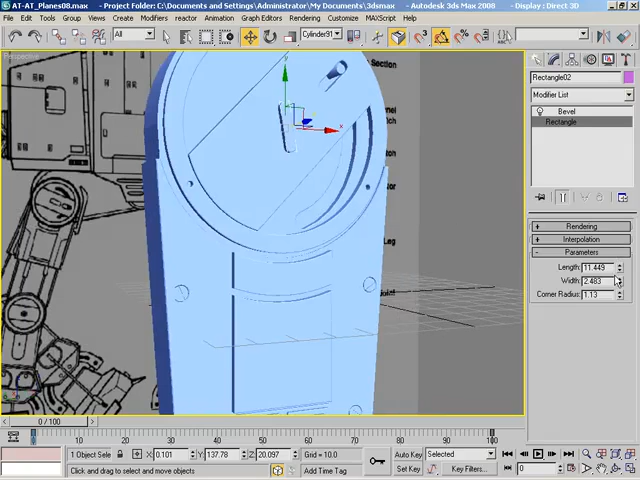 AT-AT_Planes08.max    - Project Folder: C:\Documents and Settings\Administrator\My Documents\3dsmax    - Autodesk 3ds Max 2008    - Display : Direct 3D
File Edit Tools Group Views Create Modifiers reactor Animation Graph Editors Rendering Customize MAXScript Help
All Cylinder91
Perspective
Section
Leg
y
x
Rectangle02
Modifier List
Bevel
Rectangle
+ Rendering
+ Interpolation
- Parameters
Length: 11.449
Width: 2.483
Corner Radius: 1.13
0 / 100
0 10 20 30 40 50 60 70 80 90 100
1 Object Sele X: 0.101 Y: 137.78 Z: 20.097 Grid = 10.0 Auto Key Selected
Click and drag to select and move objects Add Time Tag Set Key Key Filters... 0